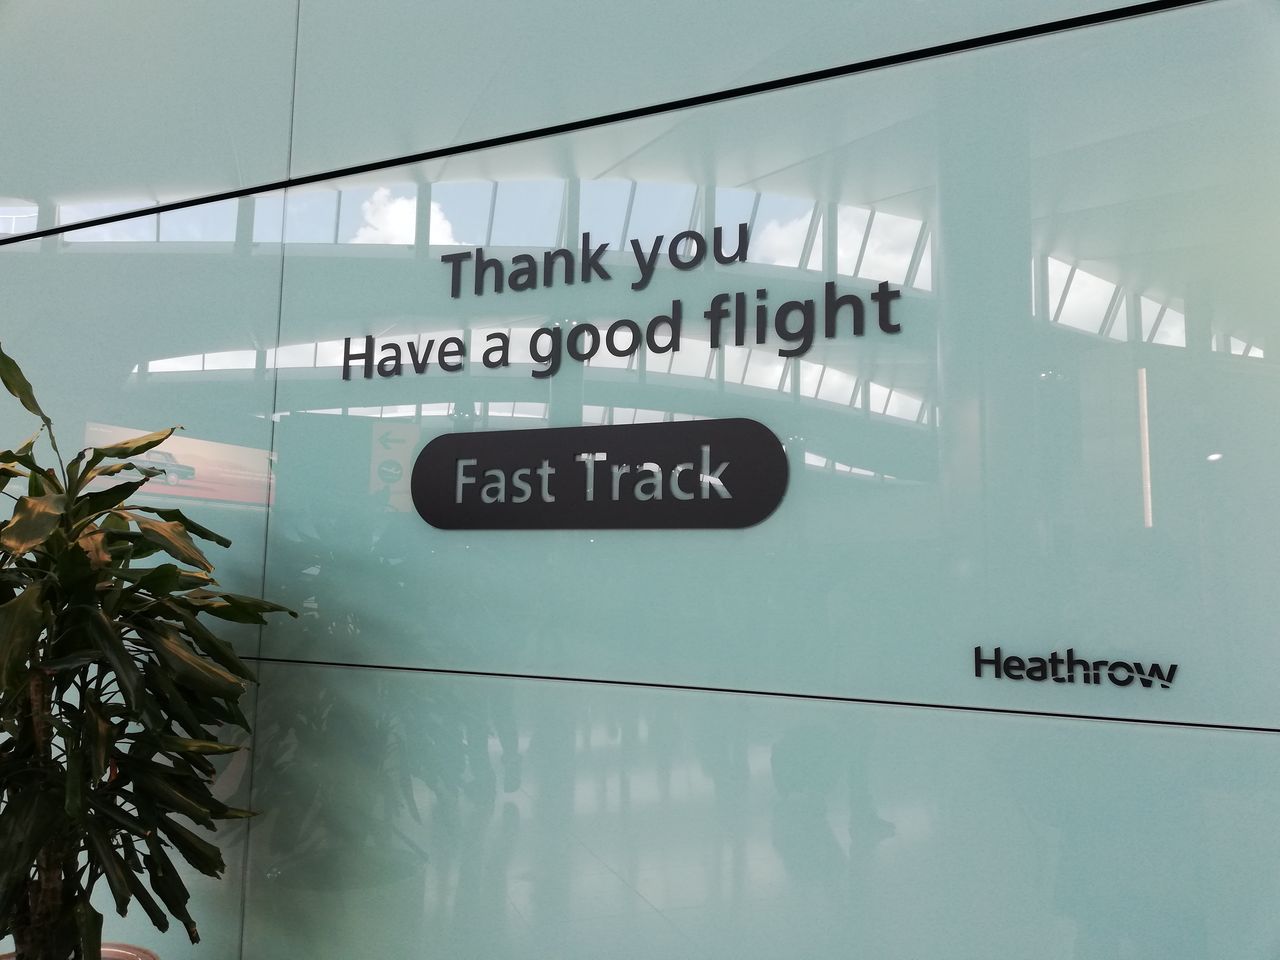 Thank you
Have a good flight
Fast Track
Heathrow